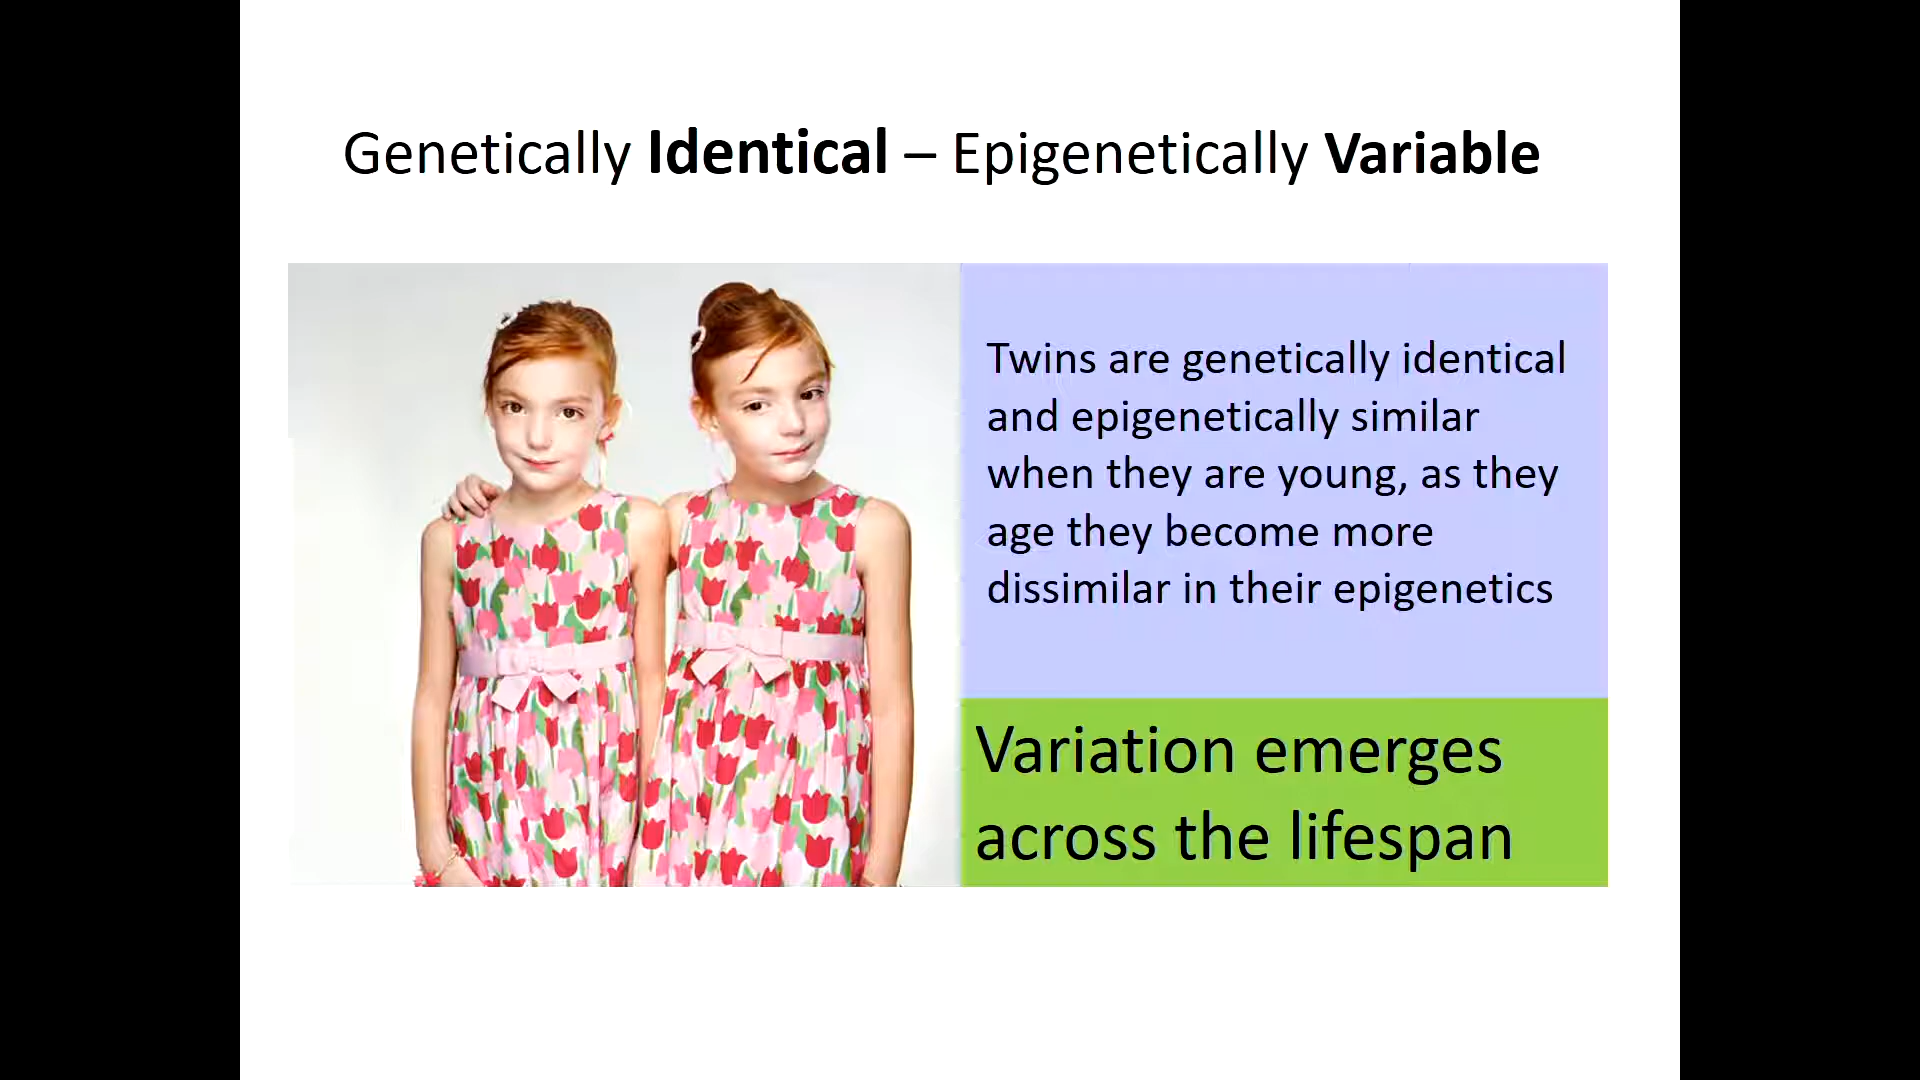 Genetically Identical – Epigenetically Variable
Twins are genetically identical
and epigenetically similar
when they are young, as they
age they become more
dissimilar in their epigenetics
Variation emerges
across the lifespan